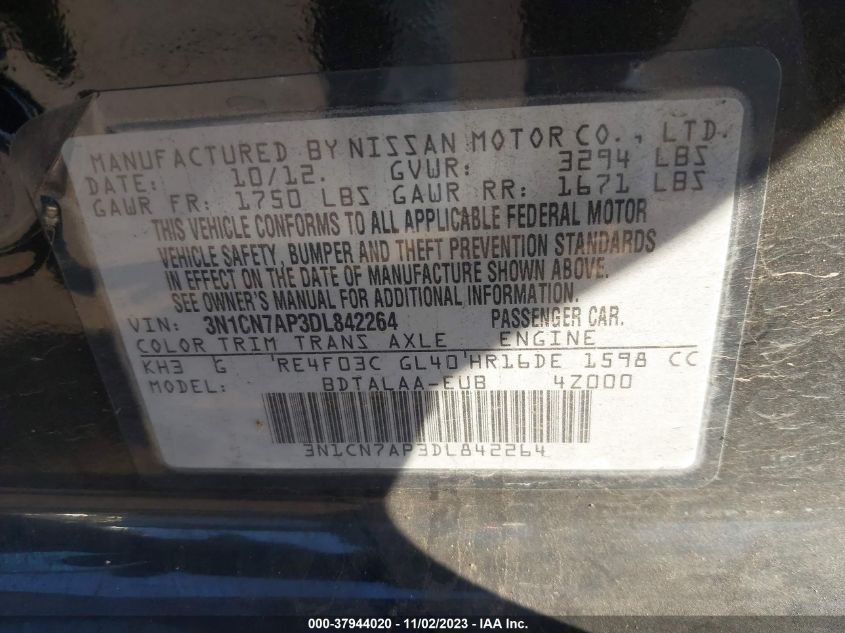 MANUFACTURED BY NISSAN MOTOR CO., LTD.
DATE: 10/12. GVWR: 3294 LBS
GAWR FR: 1750 LBS GAWR RR: 1671 LBS
THIS VEHICLE CONFORMS TO ALL APPLICABLE FEDERAL MOTOR
VEHICLE SAFETY, BUMPER AND THEFT PREVENTION STANDARDS
IN EFFECT ON THE DATE OF MANUFACTURE SHOWN ABOVE.
SEE OWNER'S MANUAL FOR ADDITIONAL INFORMATION.
VIN: 3N1CN7AP3DL842264 PASSENGER CAR.
COLOR TRIM TRANS AXLE ENGINE
KH3 G RE4F03C GL40 HR16DE 1598 CC
MODEL: BDTALAA-EUB 4Z000
3N1CN7AP3DL842264
000-37944020 - 11/02/2023 - IAA, Inc.